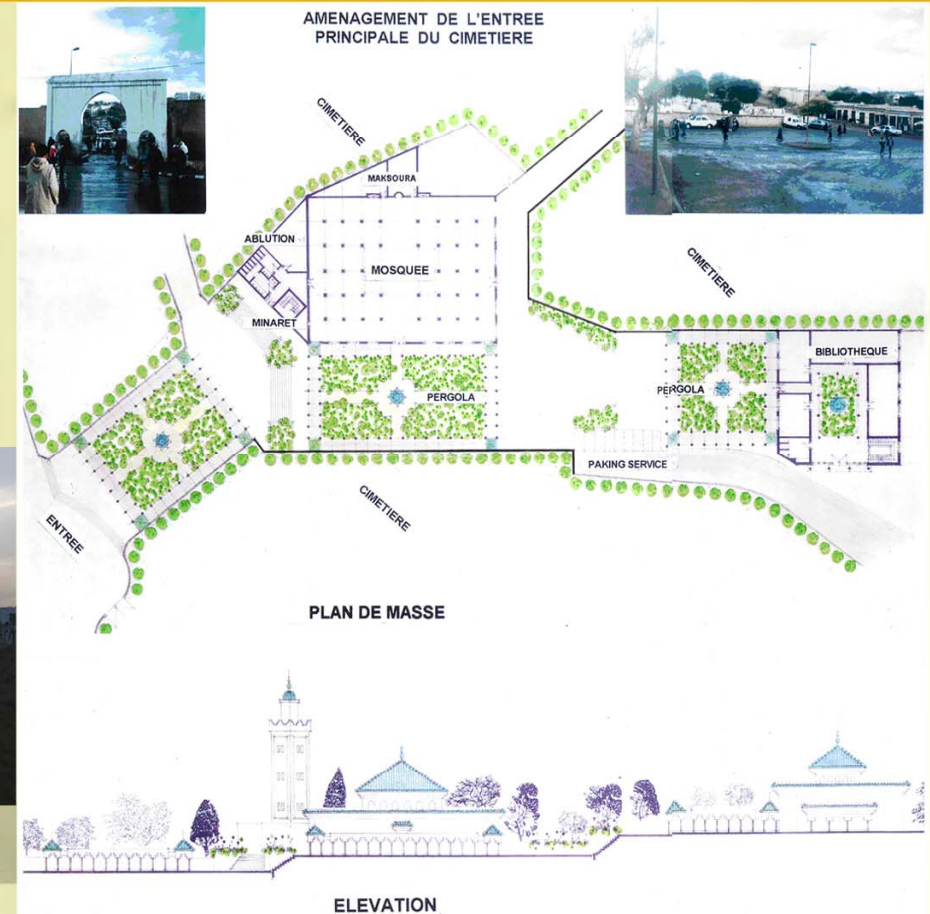 AMENAGEMENT DE L'ENTREE
PRINCIPALE DU CIMETIERE
CIMETIERE
MAKSOURA
ABLUTION
MOSQUEE
CIMETIERE
MINARET
BIBLIOTHEQUE
PERGOLA
PERGOLA
PAKING SERVICE
CIMETIERE
ENTREE
PLAN DE MASSE
ELEVATION